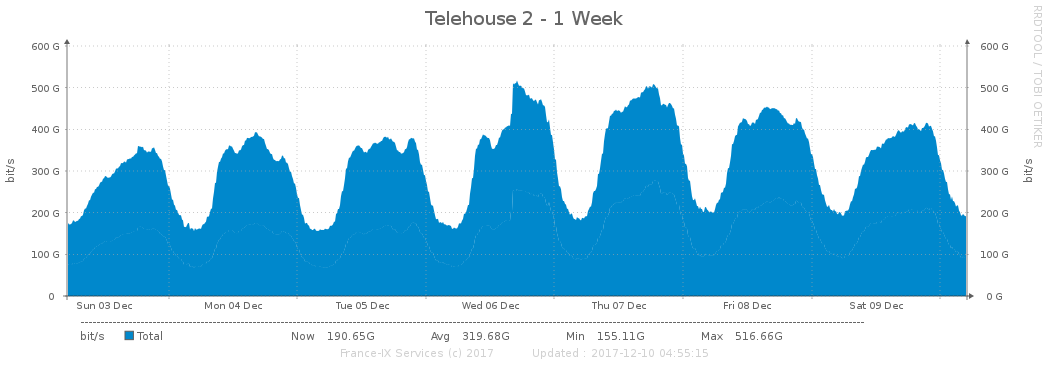 Telehouse 2 - 1 Week
RRDTOOL / TOBI OETIKER
600 G 600 G
500 G 500 G
400 G 400 G
300 G 300 G
200 G 200 G
100 G 100 G
0 0 G
bit/s bit/s
Sun 03 Dec Mon 04 Dec Tue 05 Dec Wed 06 Dec Thu 07 Dec Fri 08 Dec Sat 09 Dec
bit/s Total Now 190.65G Avg 319.68G Min 155.11G Max 516.66G
France-IX Services (c) 2017 Updated : 2017-12-10 04:55:15